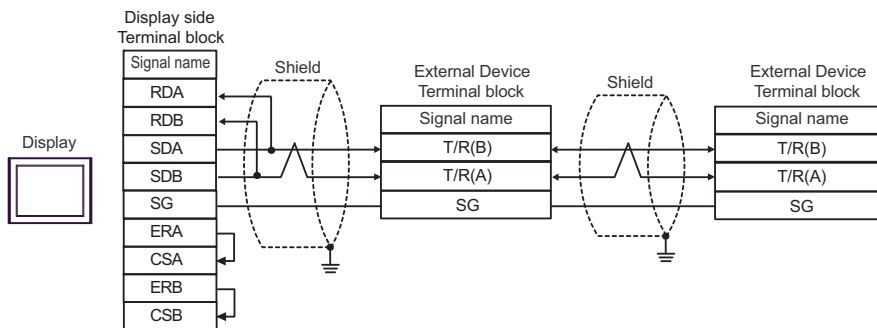 Display side
Terminal block
Signal name
RDA
RDB
SDA
SDB
SG
ERA
CSA
ERB
CSB
Display
Shield
External Device
Terminal block
Signal name
T/R(B)
T/R(A)
SG
Shield
External Device
Terminal block
Signal name
T/R(B)
T/R(A)
SG